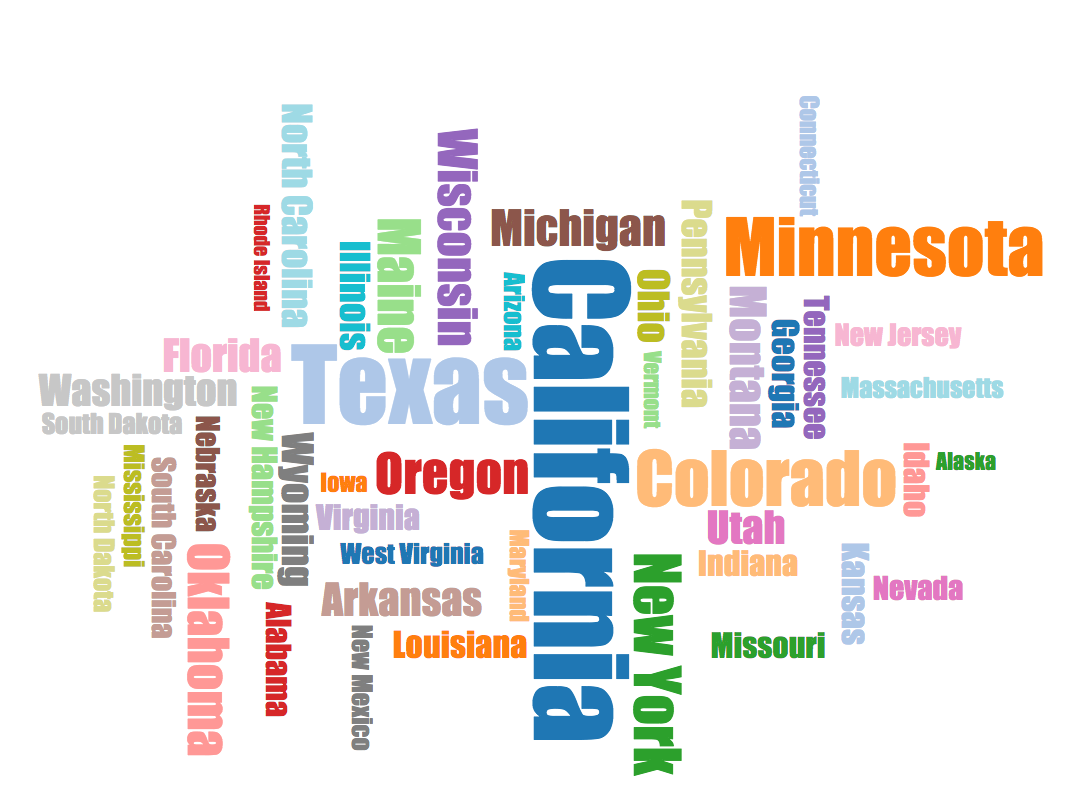 Connecticut
North Carolina
Wisconsin
Pennsylvania
Rhode Island
Michigan
Minnesota
Maine
Illinois
Arizona
California
Ohio
Montana
Tennessee
Georgia
New Jersey
Florida
Texas
Vermont
Washington
Massachusetts
South Dakota
New Hampshire
Nebraska
Wyoming
Mississippi
South Carolina
North Dakota
Iowa
Oregon
Colorado
Idaho
Alaska
Virginia
Utah
West Virginia
Maryland
Indiana
Oklahoma
Kansas
Nevada
New York
Arkansas
Alabama
Louisiana
New Mexico
Missouri